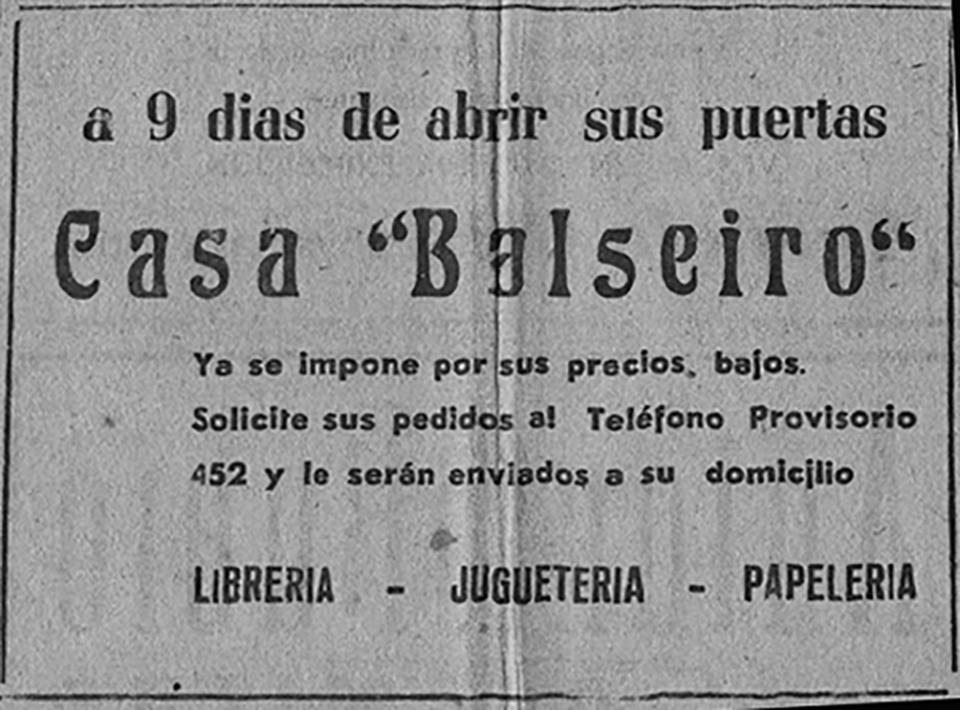 a 9 dias de abrir sus puertas
Casa “Balseiro“
Ya se impone por sus precios, bajos.
Solicite sus pedidos al Teléfono Provisorio
452 y le serán enviados a su domicilio
LIBRERIA - JUGUETERIA - PAPELERIA